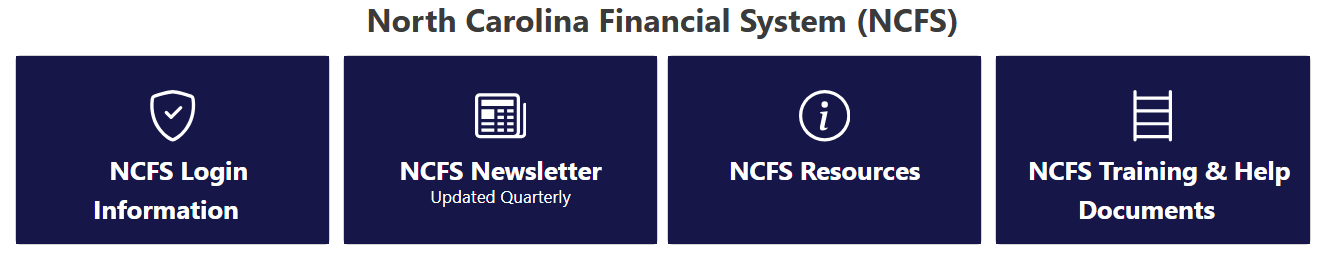 North Carolina Financial System (NCFS)
NCFS Login
Information
NCFS Newsletter
Updated Quarterly
NCFS Resources
NCFS Training & Help
Documents